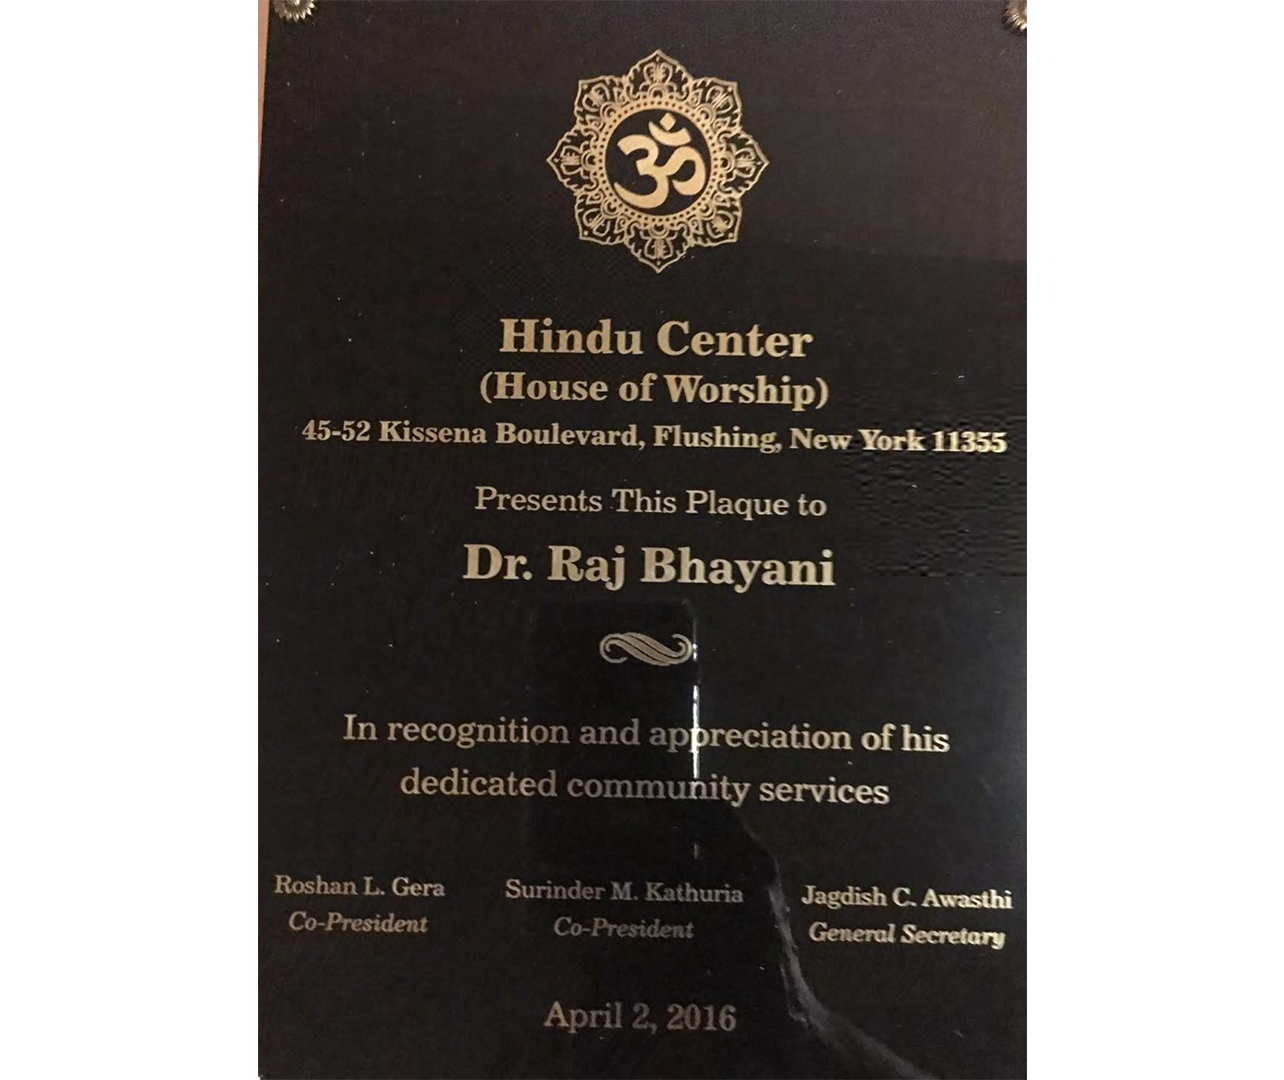 ॐ
Hindu Center
(House of Worship)
45-52 Kissena Boulevard, Flushing, New York 11355
Presents This Plaque to
Dr. Raj Bhayani
In recognition and appreciation of his
dedicated community services
Roshan L. Gera Surinder M. Kathuria Jagdish C. Awasthi
Co-President Co-President General Secretary
April 2, 2016